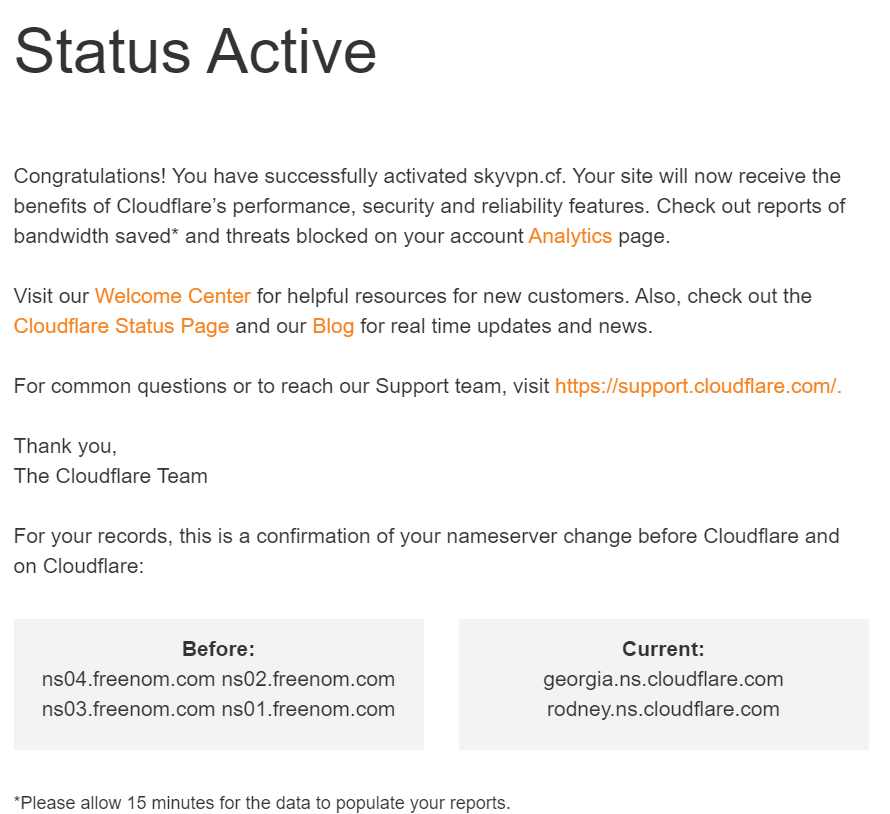 Status Active
Congratulations! You have successfully activated skyvpn.cf. Your site will now receive the
benefits of Cloudflare’s performance, security and reliability features. Check out reports of
bandwidth saved* and threats blocked on your account Analytics page.
Visit our Welcome Center for helpful resources for new customers. Also, check out the
Cloudflare Status Page and our Blog for real time updates and news.
For common questions or to reach our Support team, visit https://support.cloudflare.com/.
Thank you,
The Cloudflare Team
For your records, this is a confirmation of your nameserver change before Cloudflare and
on Cloudflare:
Before:
ns04.freenom.com ns02.freenom.com
ns03.freenom.com ns01.freenom.com
Current:
georgia.ns.cloudflare.com
rodney.ns.cloudflare.com
*Please allow 15 minutes for the data to populate your reports.